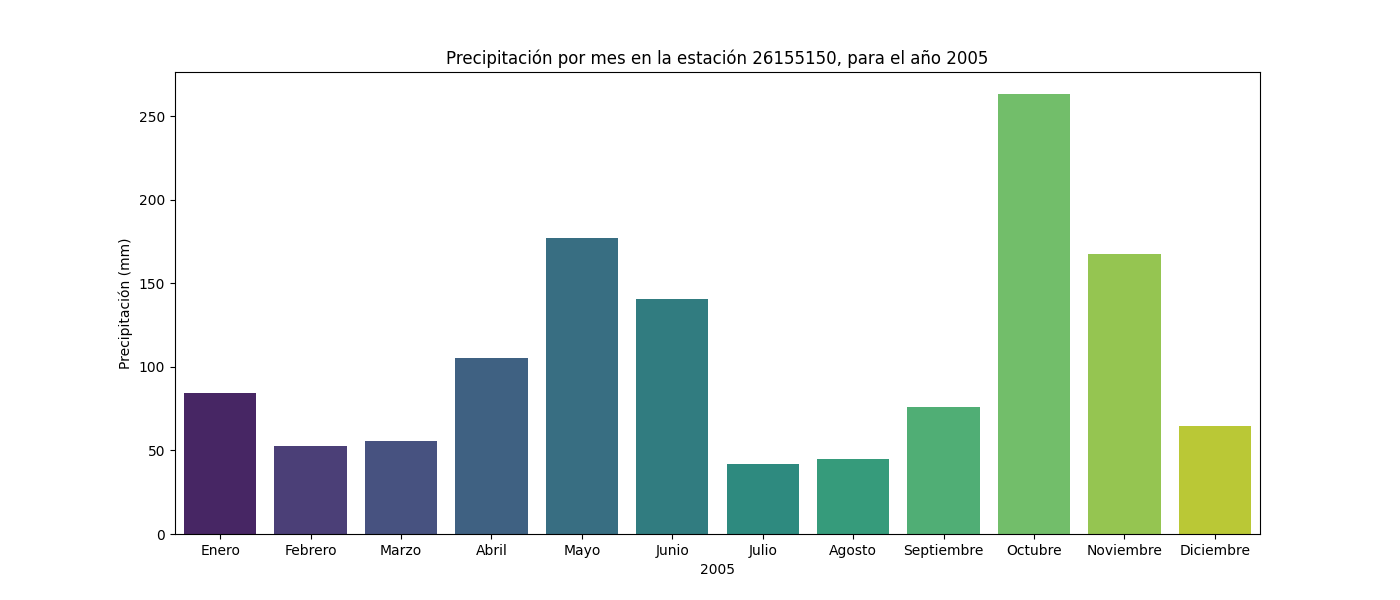 Precipitación por mes en la estación 26155150, para el año 2005
Precipitación (mm)
250
200
150
100
50
0
Enero Febrero Marzo Abril Mayo Junio Julio Agosto Septiembre Octubre Noviembre Diciembre
2005